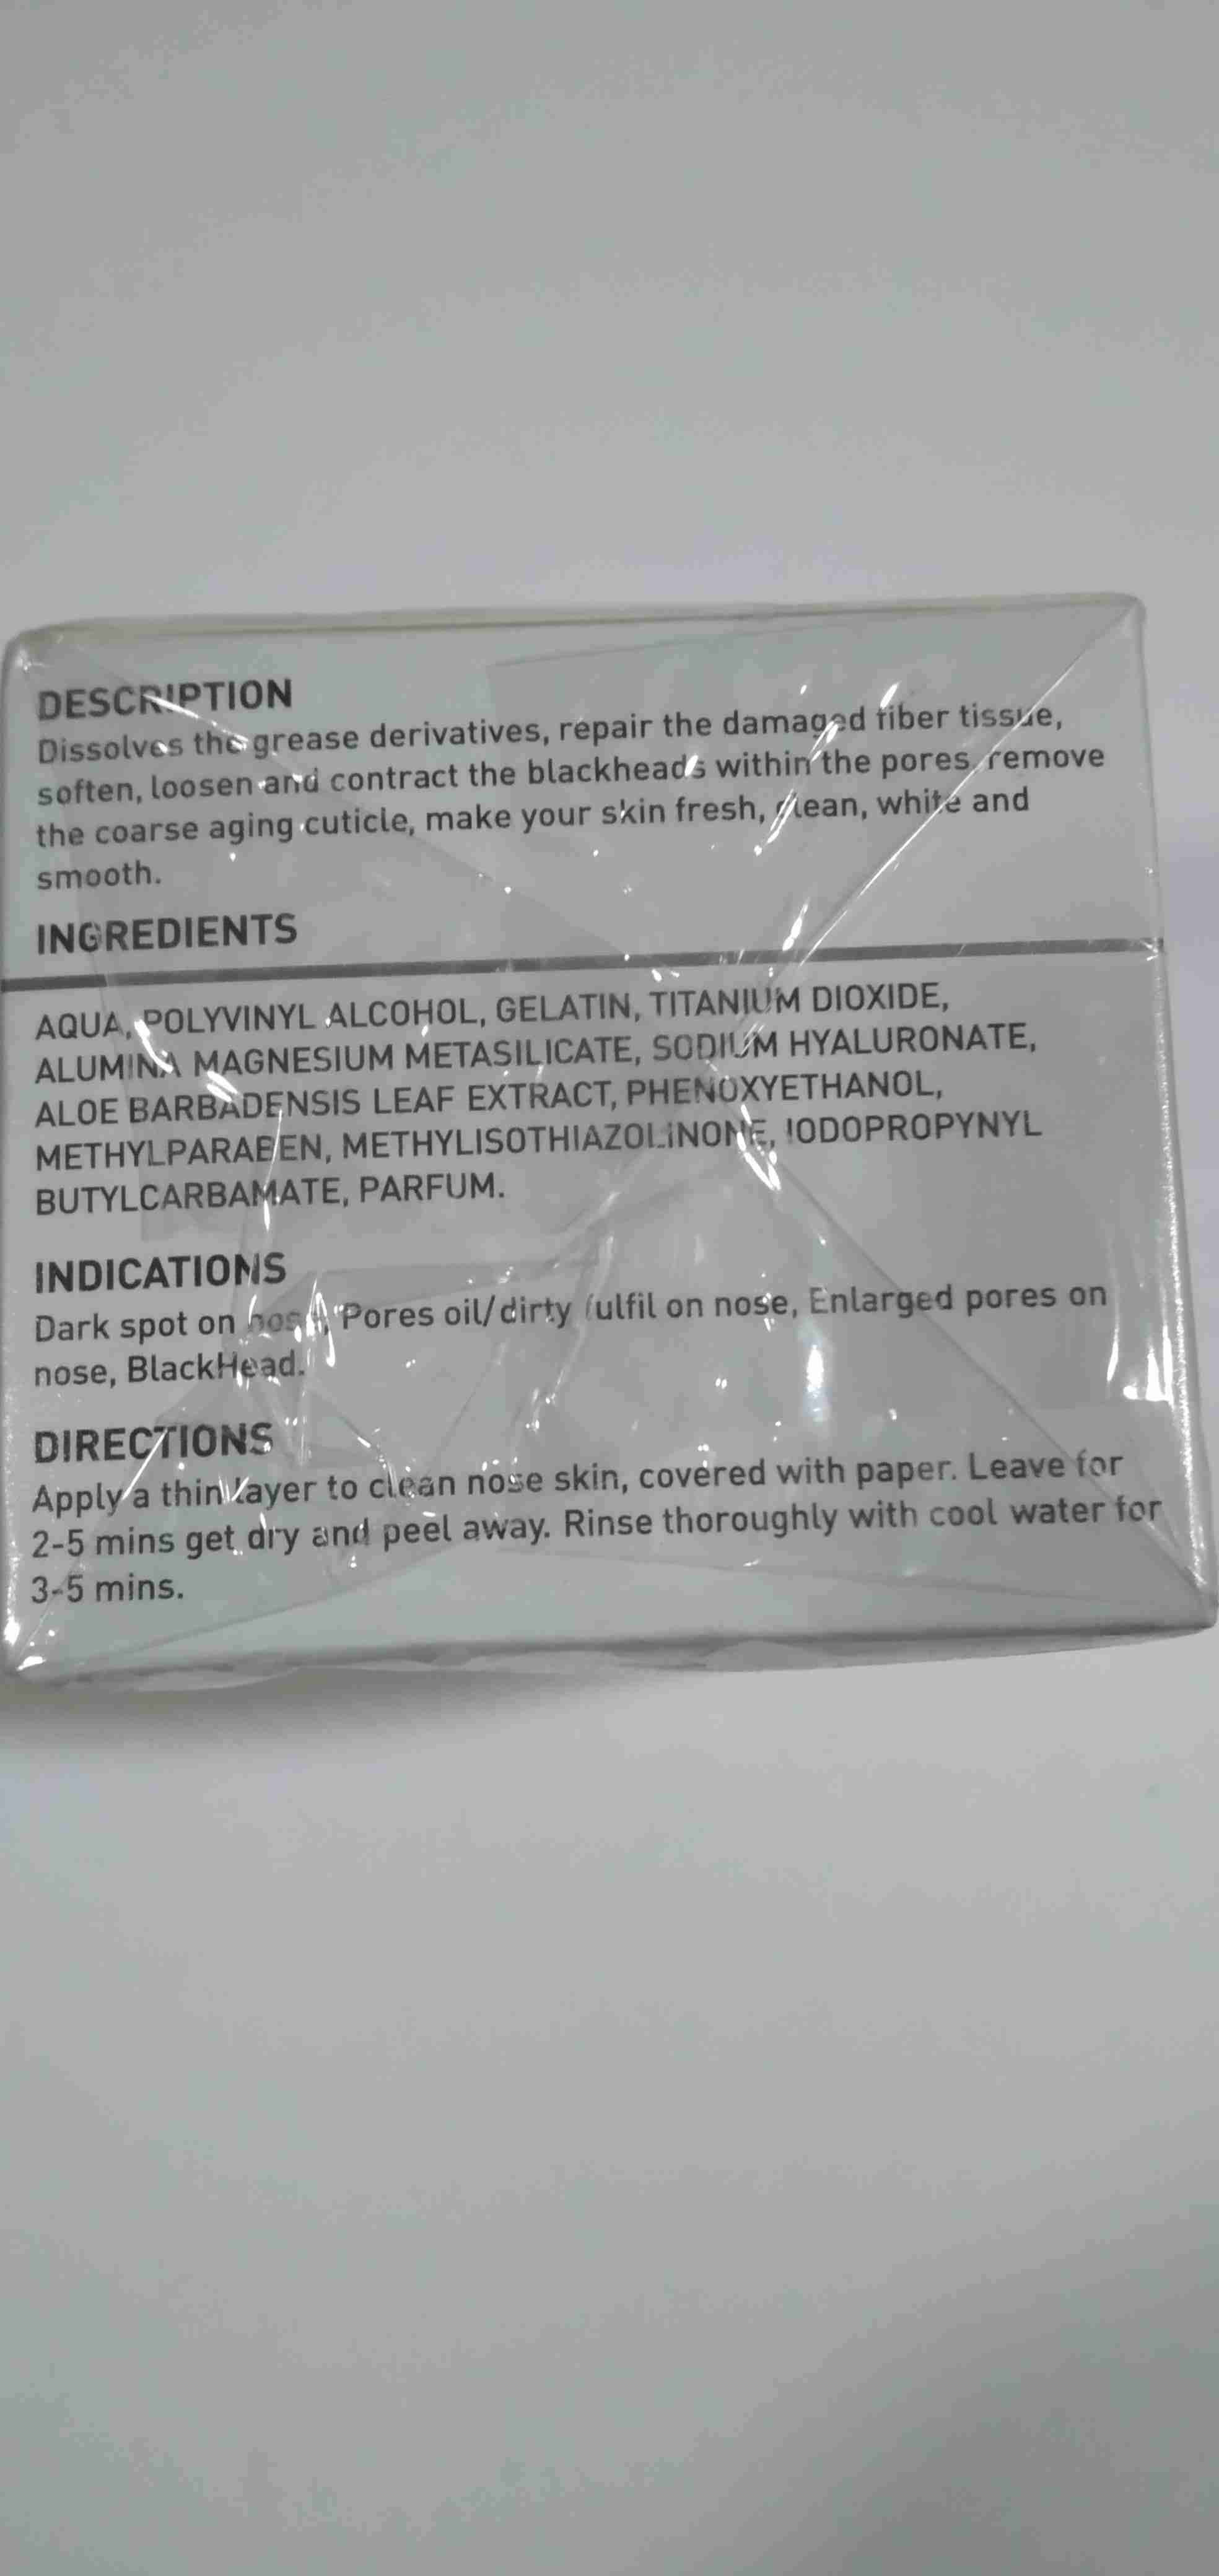 DESCRIPTION
Dissolves the grease derivatives, repair the damaged fiber tissue,
soften, loosen and contract the blackheads within the pores, remove
the coarse aging cuticle, make your skin fresh, clean, white and
smooth.
INGREDIENTS
AQUA, POLYVINYL ALCOHOL, GELATIN, TITANIUM DIOXIDE,
ALUMINA MAGNESIUM METASILICATE, SODIUM HYALURONATE,
ALOE BARBADENSIS LEAF EXTRACT, PHENOXYETHANOL,
METHYLPARABEN, METHYLISOTHIAZOLINONE, IODOPROPYNYL
BUTYLCARBAMATE, PARFUM.
INDICATIONS
Dark spot on nose, Pores oil/dirty fulfil on nose, Enlarged pores on
nose, BlackHead.
DIRECTIONS
Apply a thin layer to clean nose skin, covered with paper. Leave for
2-5 mins get dry and peel away. Rinse thoroughly with cool water for
3-5 mins.